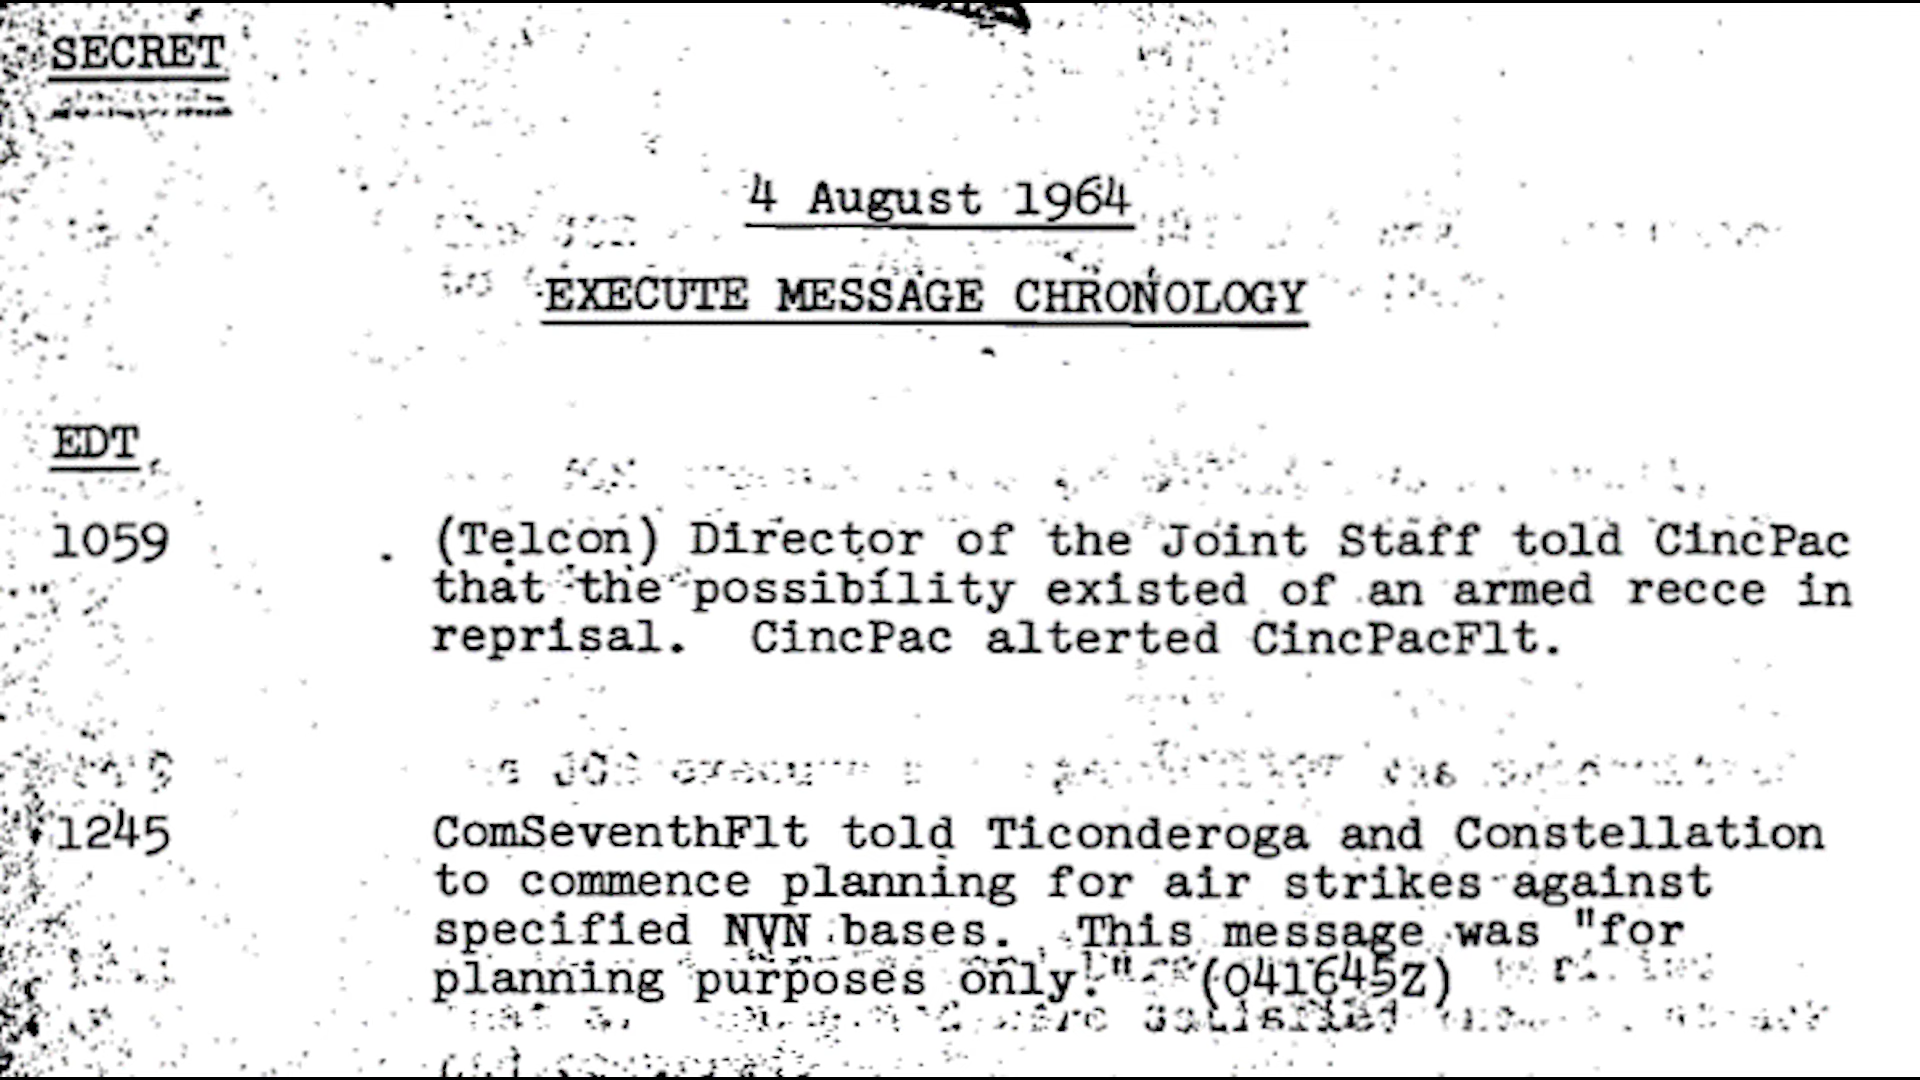 SECRET
4 August 1964
EXECUTE MESSAGE CHRONOLOGY
EDT
1059 (Telcon) Director of the Joint Staff told CincPac
that the possibility existed of an armed recce in
reprisal. CincPac alterted CincPacFlt.
1245 ComSeventhFlt told Ticonderoga and Constellation
to commence planning for air strikes against
specified NVN bases. This message was "for
planning purposes only." (041645Z)